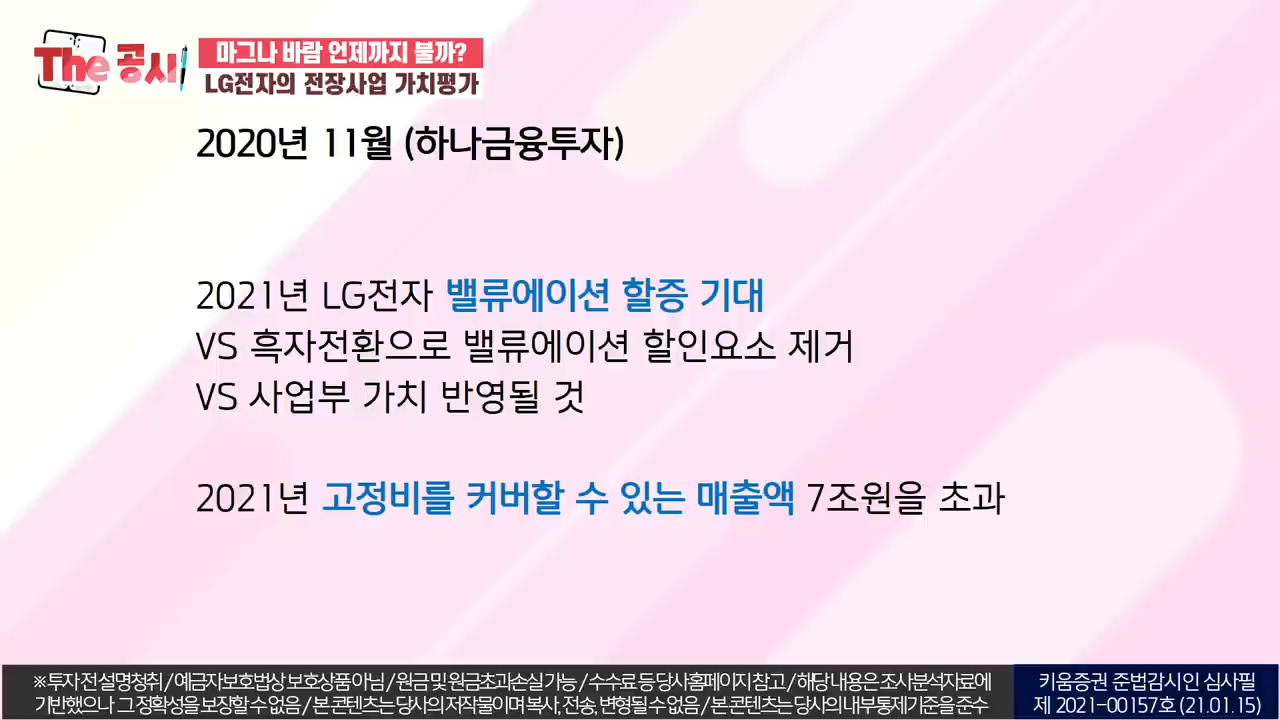 The 공시
마그나 바람 언제까지 불까?
LG전자의 전장사업 가치평가
2020년 11월 (하나금융투자)
2021년 LG전자 밸류에이션 할증 기대
VS 흑자전환으로 밸류에이션 할인요소 제거
VS 사업부 가치 반영될 것
2021년 고정비를 커버할 수 있는 매출액 7조원을 초과
※ 투자 전 설명청취 / 예금자보호법상 보호상품 아님 / 원금 및 원금초과손실 가능 / 수수료 등 당사홈페이지 참고 / 해당 내용은 조사분석자료에
기반했으나 그 정확성을 보장할 수 없음 / 본 콘텐츠는 당사의 저작물이며 복사, 전송, 변형될 수 없음 / 본 콘텐츠는 당사의 내부통제기준을 준수
키움증권 준법감시인 심사필
제 2021-00157호 (21.01.15)